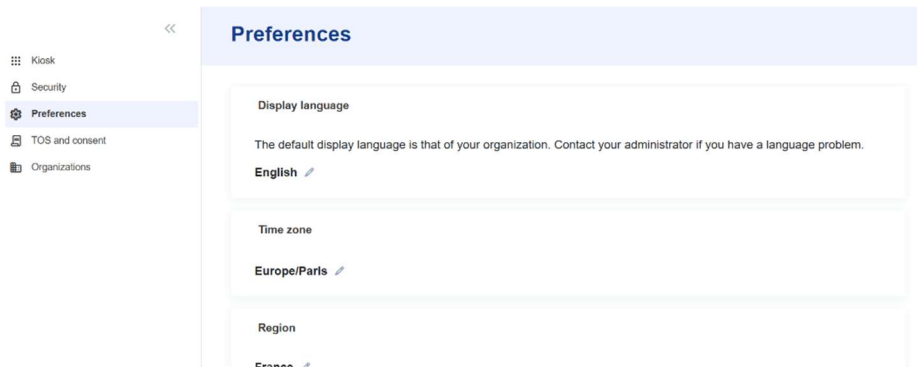 Preferences
Kiosk
Security
Preferences
TOS and consent
Organizations
Display language
The default display language is that of your organization. Contact your administrator if you have a language problem.
English
Time zone
Europe/Paris
Region
France